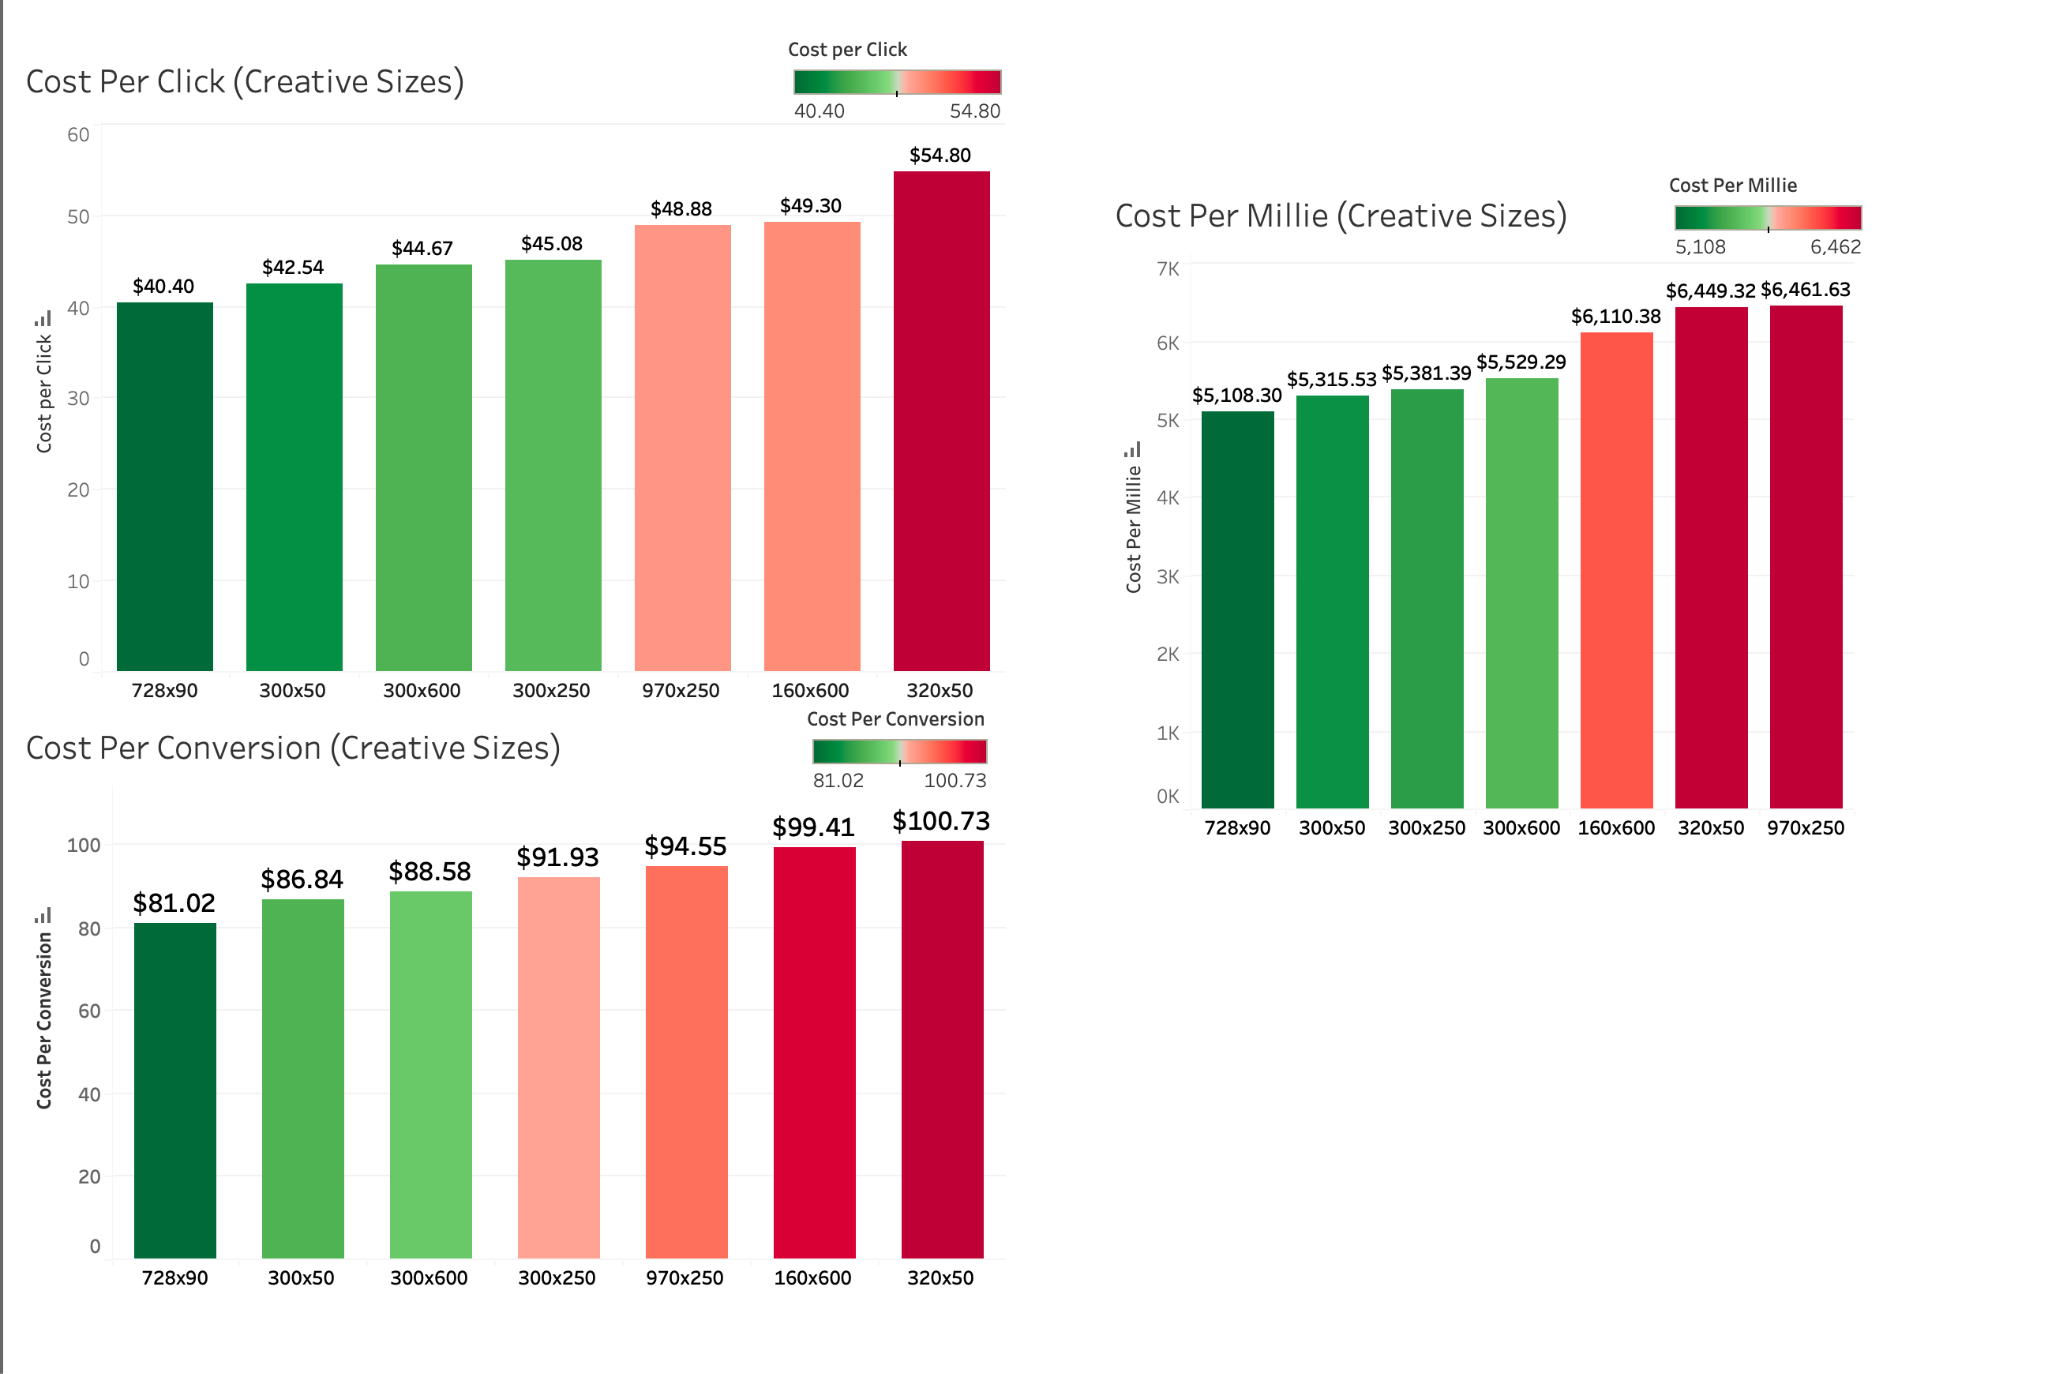 Cost per Click
Cost Per Click (Creative Sizes)
40.40 54.80
60
50
40
30
20
10
0
Cost per Click
$40.40 $42.54 $44.67 $45.08 $48.88 $49.30 $54.80
728x90 300x50 300x600 300x250 970x250 160x600 320x50
Cost Per Conversion
Cost Per Conversion (Creative Sizes)
81.02 100.73
100
80
60
40
20
0
Cost Per Conversion
$81.02 $86.84 $88.58 $91.93 $94.55 $99.41 $100.73
728x90 300x50 300x600 300x250 970x250 160x600 320x50
Cost Per Millie
Cost Per Millie (Creative Sizes)
5,108 6,462
7K
6K
5K
4K
3K
2K
1K
0K
Cost Per Millie
$5,108.30 $5,315.53 $5,381.39 $5,529.29 $6,110.38 $6,449.32 $6,461.63
728x90 300x50 300x250 300x600 160x600 320x50 970x250